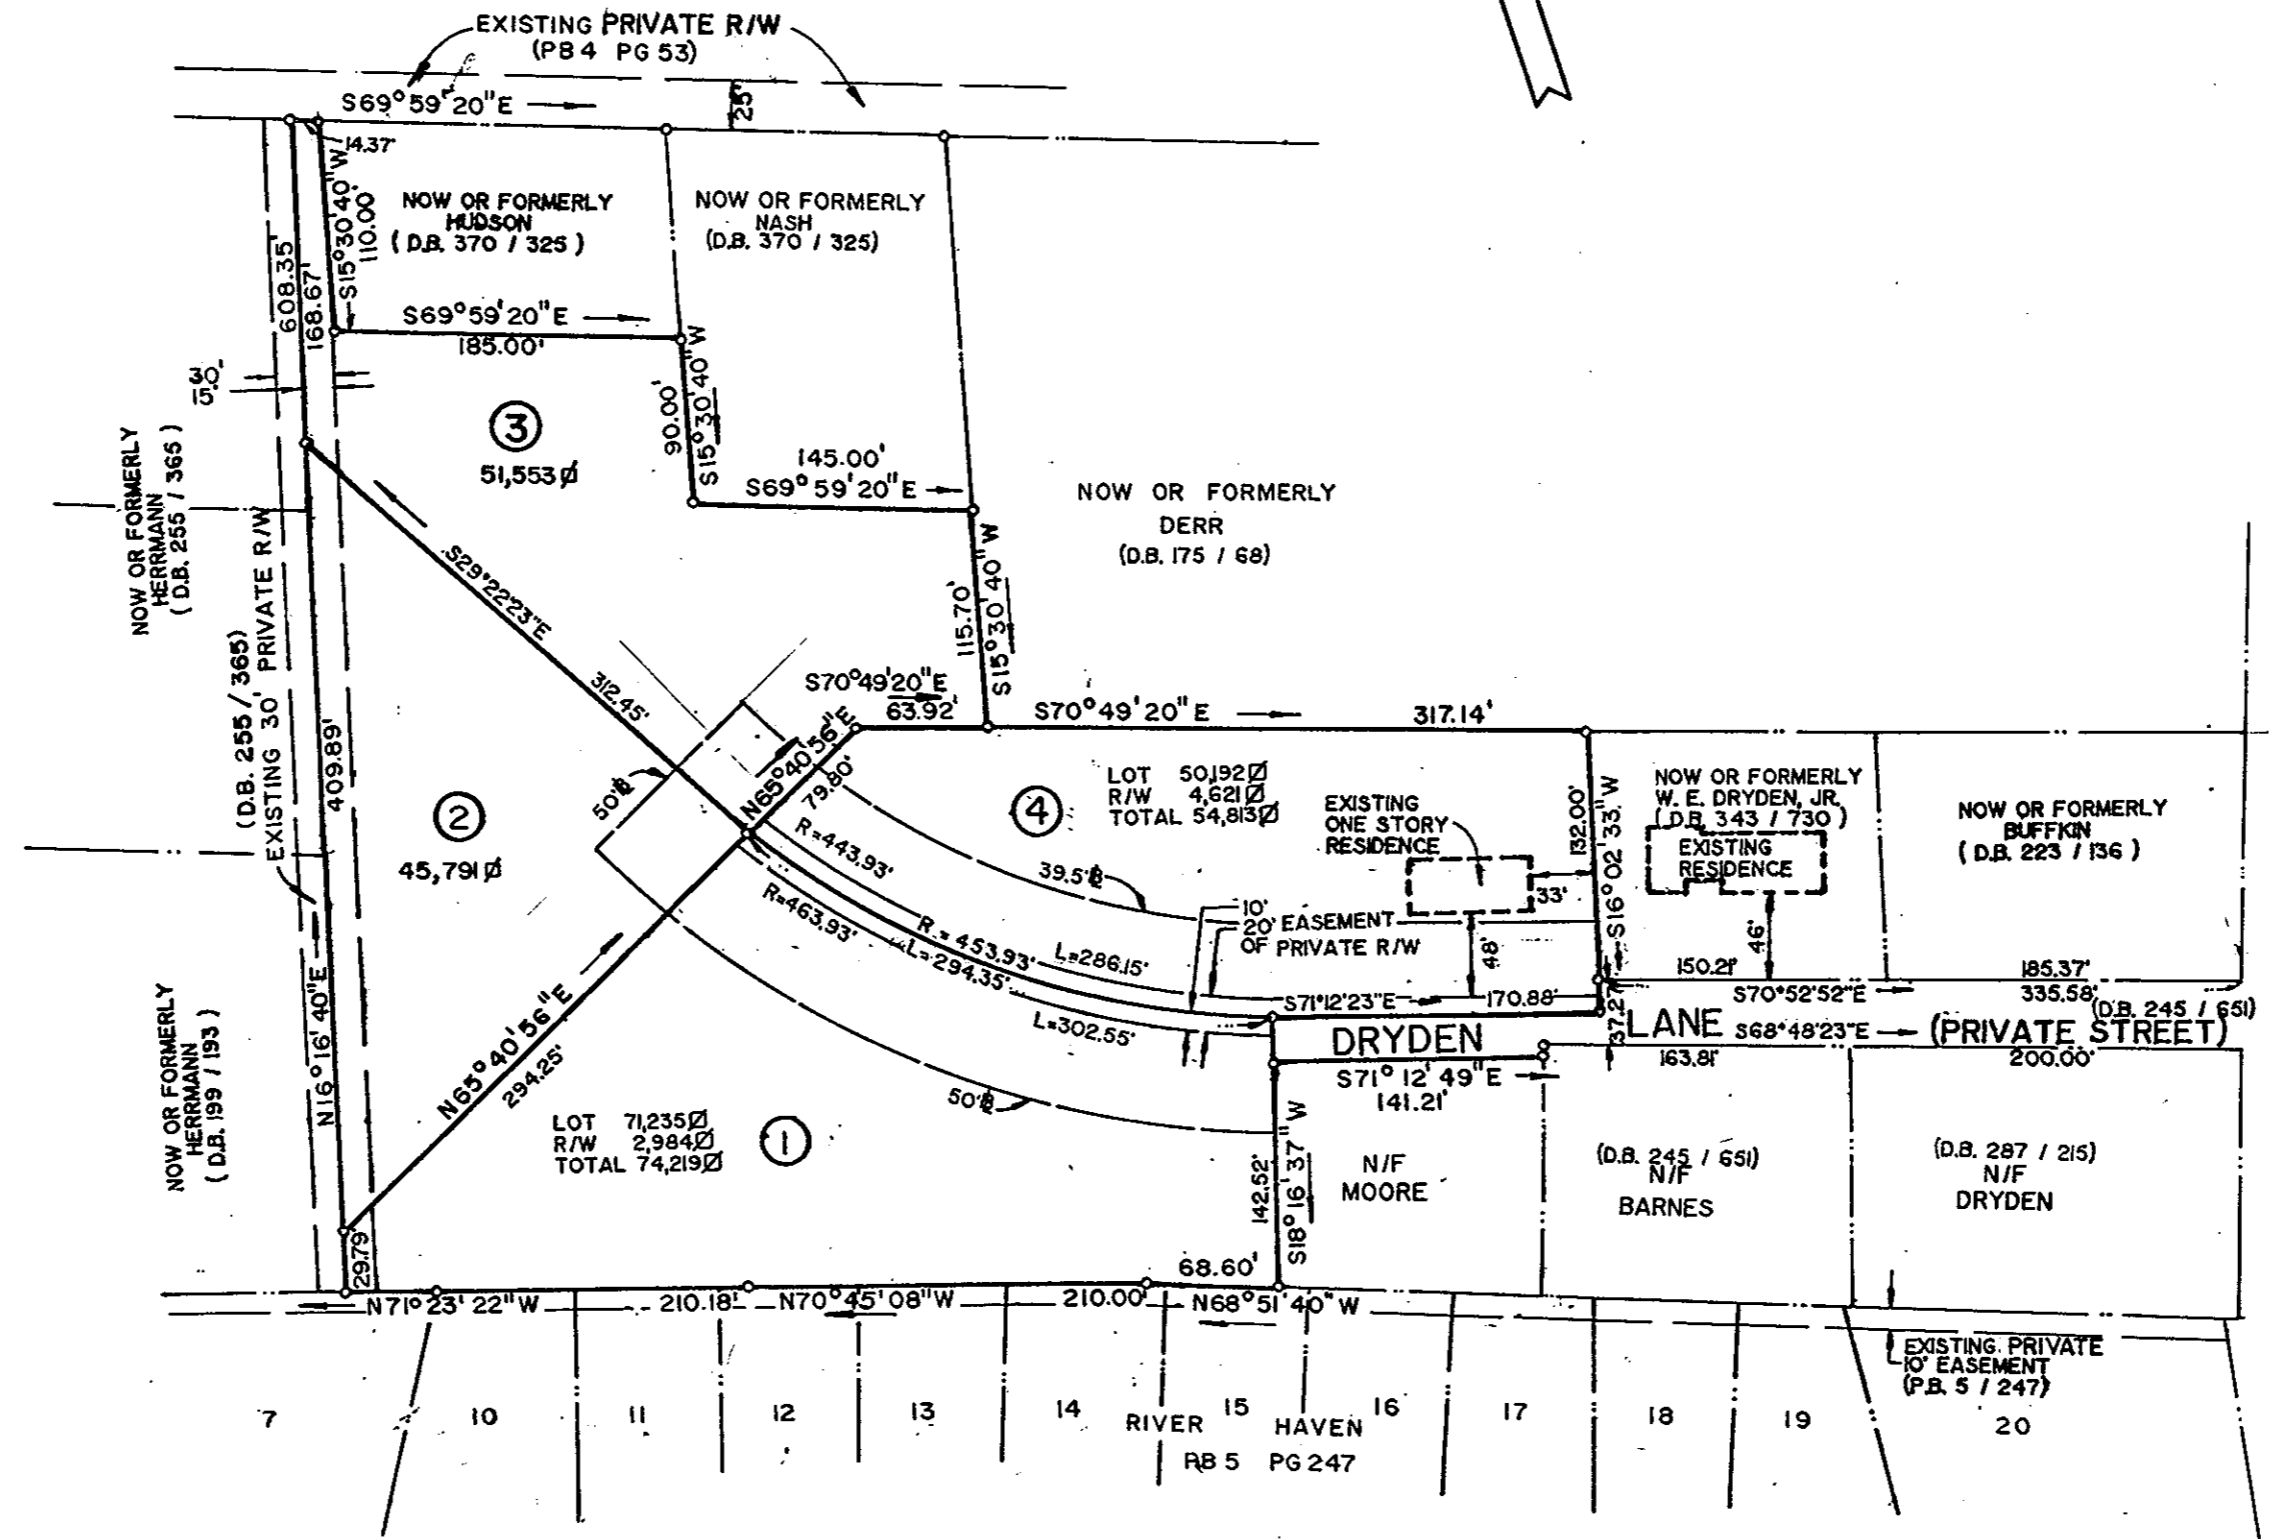 EXISTING PRIVATE R/W
(PB 4 PG 53)
S69°59'20"E
25'
14.37'
S15°30'40"W
110.00'
608.35'
168.67'
NOW OR FORMERLY
HUDSON
( D.B. 370 / 325 )
NOW OR FORMERLY
NASH
(D.B. 370 / 325)
S69°59'20"E
185.00'
30'
15'
90.00'
S15°30'40"W
3
51,553
145.00'
S69°59'20"E
NOW OR FORMERLY
DERR
(D.B. 175 / 68)
NOW OR FORMERLY
HERRMANN
( D.B. 255 / 365 )
(D.B. 255 / 365)
EXISTING 30' PRIVATE R/W
S29°22'23"E
312.45'
115.70'
S15°30'40"W
S70°49'20"E
63.92'
S70°49'20"E
317.14'
409.89'
2
45,791
50'
N65°40'56"E
79.80'
R=443.93'
R=463.93'
R = 453.93'
L=294.35'
L=286.15'
L=302.55'
39.5'
50'
4
LOT 50,192
R/W 4,621
TOTAL 54,813
EXISTING
ONE STORY
RESIDENCE
33'
48'
10'
20' EASEMENT
OF PRIVATE R/W
132.00'
S16°02'33"W
NOW OR FORMERLY
W. E. DRYDEN, JR.
( D.B. 343 / 730 )
EXISTING
RESIDENCE
46'
NOW OR FORMERLY
BUFFKIN
( D.B. 223 / 136 )
150.21'
185.37'
S70°52'52"E
335.58'
(D.B. 245 / 651)
S71°12'23"E
170.88'
37.27'
DRYDEN LANE (PRIVATE STREET)
S68°48'23"E
163.81'
200.00'
S71°12'49"E
141.21'
NOW OR FORMERLY
HERRMANN
( D.B. 199 / 193 )
N16°16'40"E
N65°40'56"E
294.25'
LOT 71,235
R/W 2,984
TOTAL 74,219
1
142.52'
S18°16'37"W
N/F
MOORE
(D.B. 245 / 651)
N/F
BARNES
(D.B. 287 / 215)
N/F
DRYDEN
29.79'
68.60'
N71°23'22"W
210.18'
N70°45'08"W
210.00'
N68°51'40"W
EXISTING PRIVATE
10' EASEMENT
(P.B. 5 / 247)
7
10
11
12
13
14
15
16
17
18
19
20
RIVER HAVEN
PB 5 PG 247